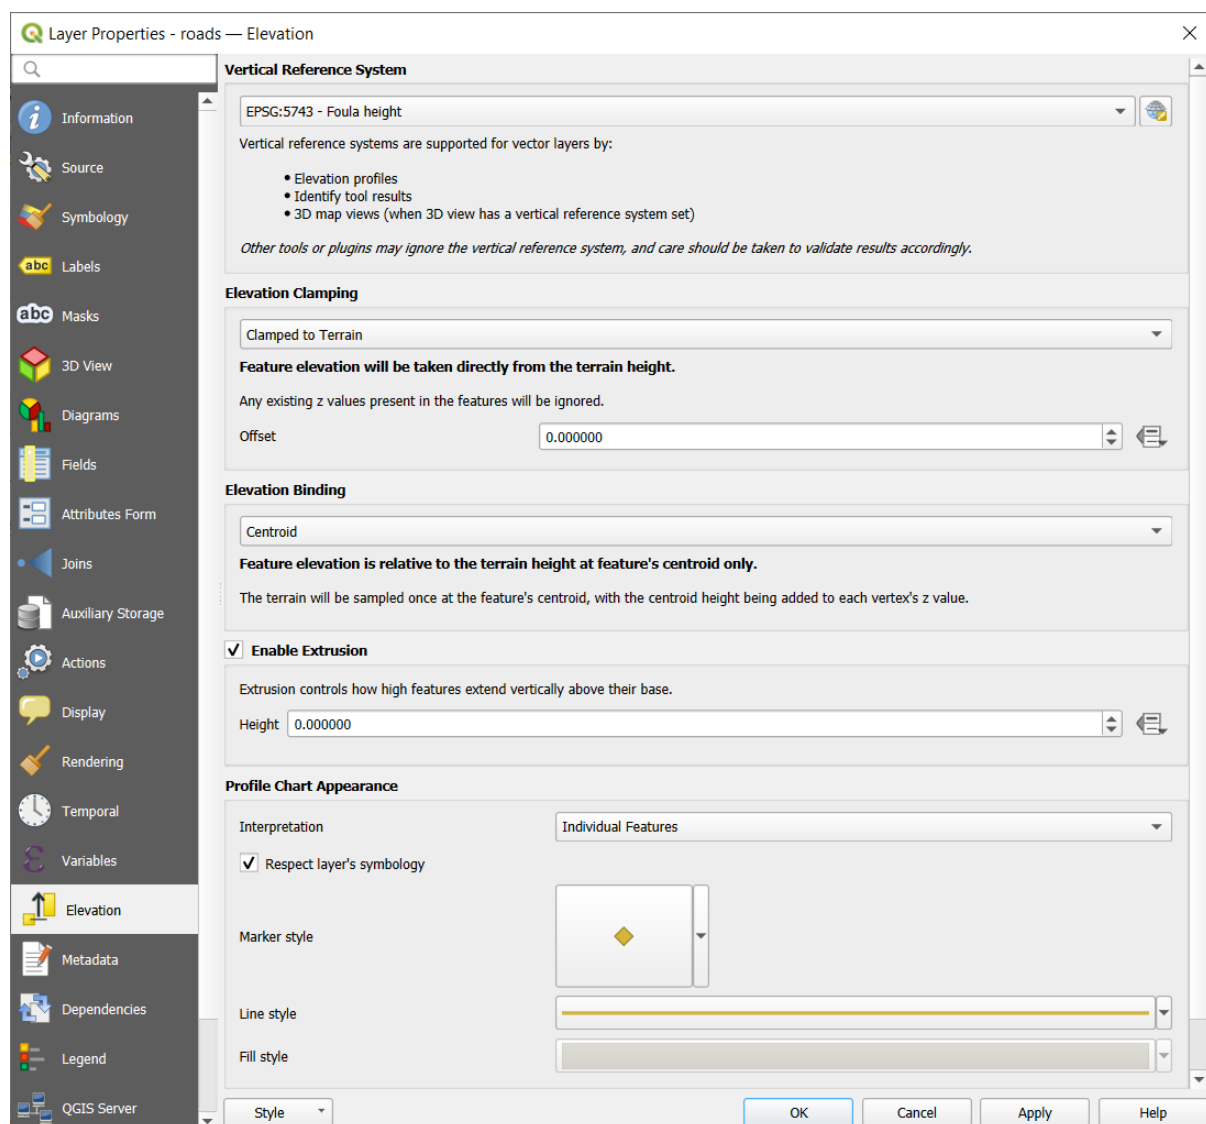 Layer Properties - roads — Elevation
Information
Source
Symbology
abc Labels
abc Masks
3D View
Diagrams
Fields
Attributes Form
Joins
Auxiliary Storage
Actions
Display
Rendering
Temporal
Variables
Elevation
Metadata
Dependencies
Legend
QGIS Server
Vertical Reference System
EPSG:5743 - Foula height
Vertical reference systems are supported for vector layers by:
• Elevation profiles
• Identify tool results
• 3D map views (when 3D view has a vertical reference system set)
Other tools or plugins may ignore the vertical reference system, and care should be taken to validate results accordingly.
Elevation Clamping
Clamped to Terrain
Feature elevation will be taken directly from the terrain height.
Any existing z values present in the features will be ignored.
Offset 0.000000
Elevation Binding
Centroid
Feature elevation is relative to the terrain height at feature's centroid only.
The terrain will be sampled once at the feature's centroid, with the centroid height being added to each vertex's z value.
Enable Extrusion
Extrusion controls how high features extend vertically above their base.
Height 0.000000
Profile Chart Appearance
Interpretation Individual Features
Respect layer's symbology
Marker style
Line style
Fill style
Style OK Cancel Apply Help